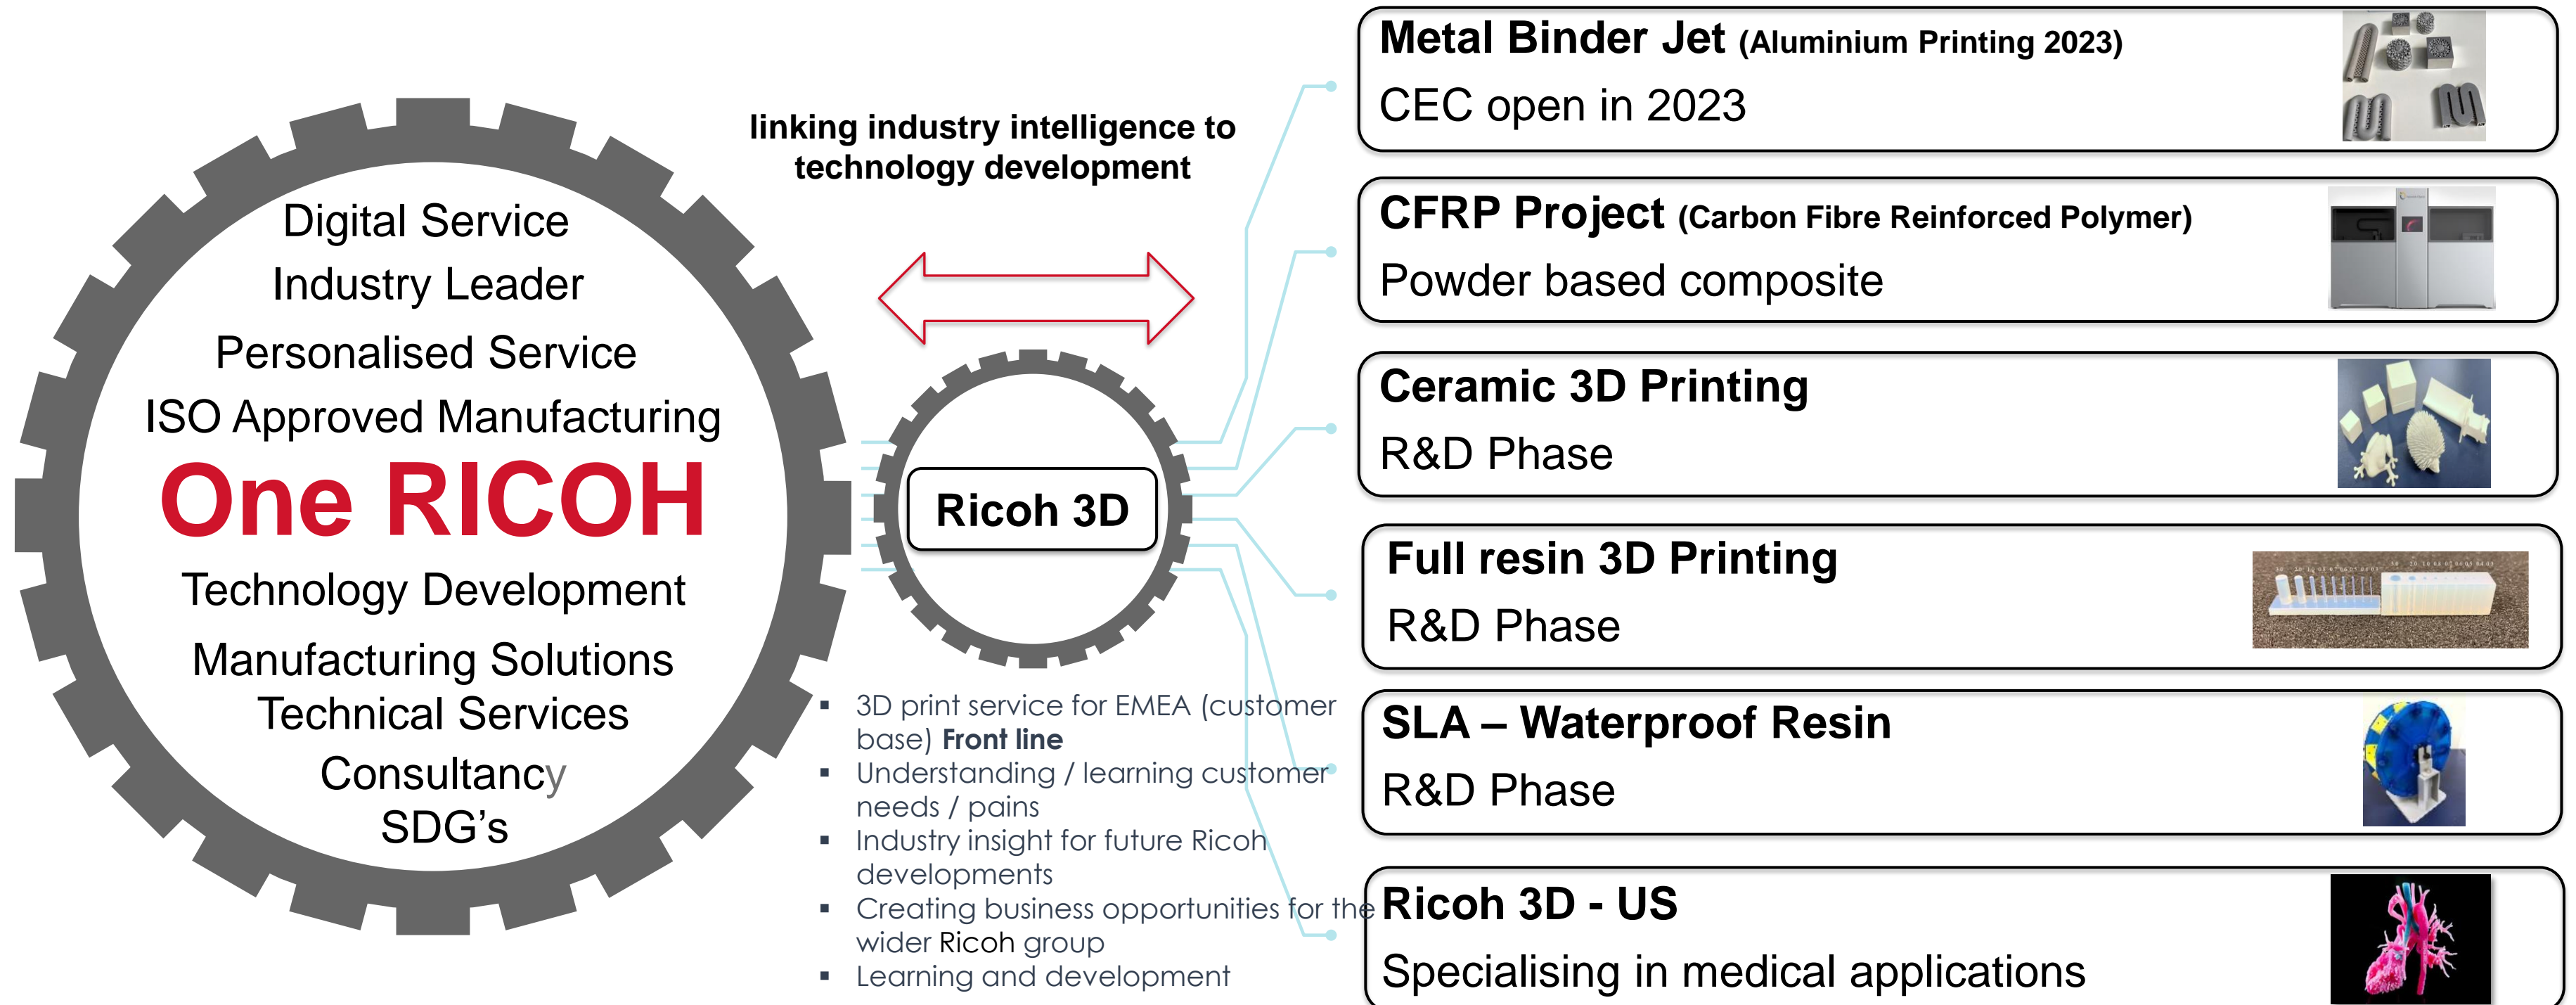 Digital Service
Industry Leader
Personalised Service
ISO Approved Manufacturing
One RICOH
Technology Development
Manufacturing Solutions
Technical Services
Consultancy
SDG’s
linking industry intelligence to
technology development
Ricoh 3D
▪ 3D print service for EMEA (customer
base) Front line
▪ Understanding / learning customer
needs / pains
▪ Industry insight for future Ricoh
developments
▪ Creating business opportunities for the
wider Ricoh group
▪ Learning and development
Metal Binder Jet (Aluminium Printing 2023)
CEC open in 2023
CFRP Project (Carbon Fibre Reinforced Polymer)
Powder based composite
Ceramic 3D Printing
R&D Phase
Full resin 3D Printing
R&D Phase
SLA – Waterproof Resin
R&D Phase
Ricoh 3D - US
Specialising in medical applications